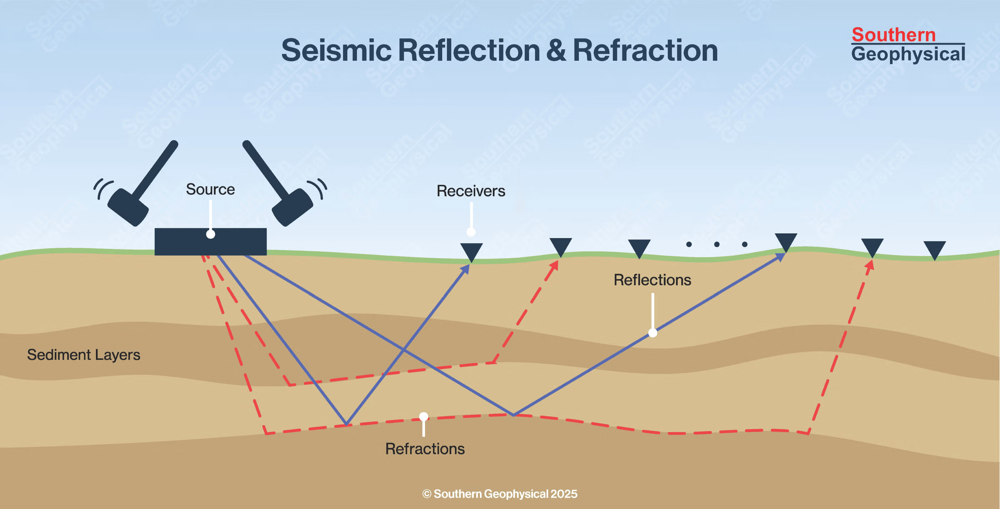 Seismic Reflection & Refraction
Southern
Geophysical
Source
Receivers
Reflections
Sediment Layers
Refractions
© Southern Geophysical 2025